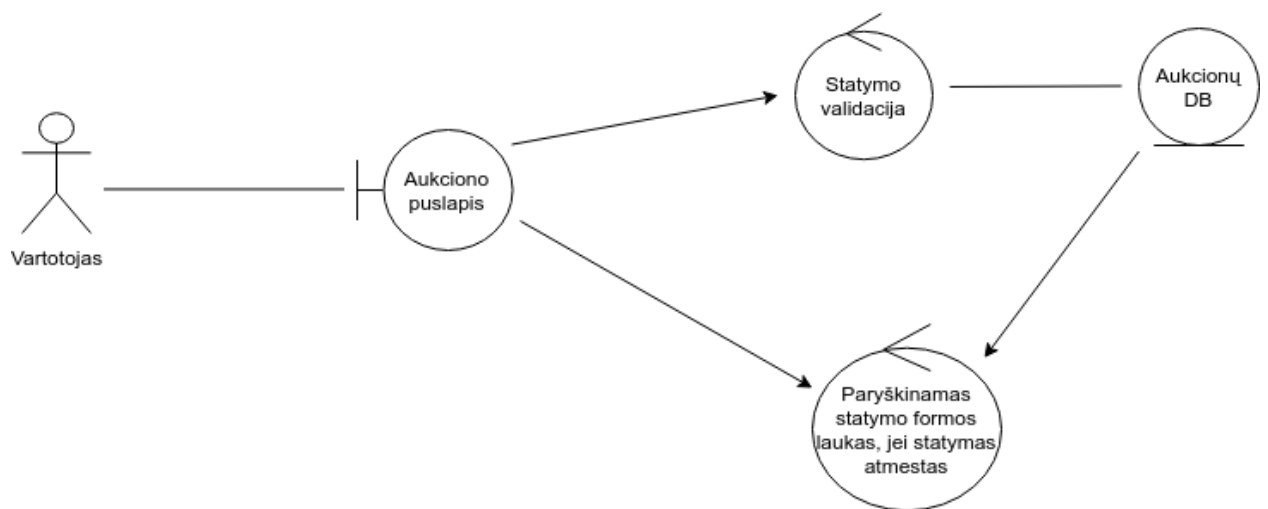 Statymo
validacija
Aukcionų
DB
Aukciono
puslapis
Vartotojas
Paryškinamas
statymo formos
laukas, jei statymas
atmestas